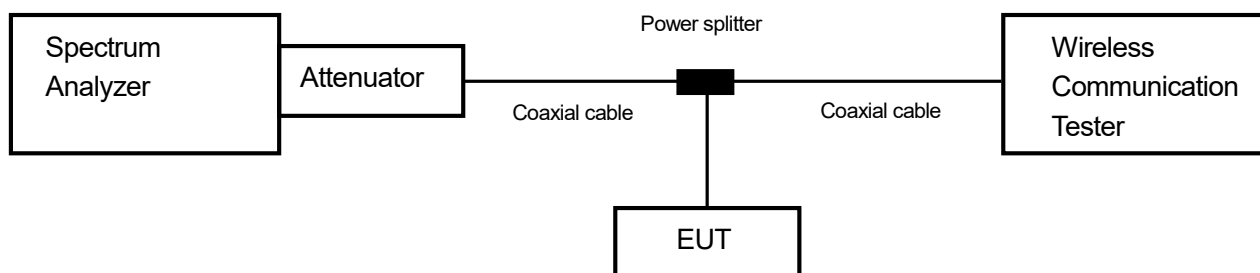 Power splitter
Spectrum
Analyzer
Attenuator
Wireless
Communication
Tester
Coaxial cable
Coaxial cable
EUT